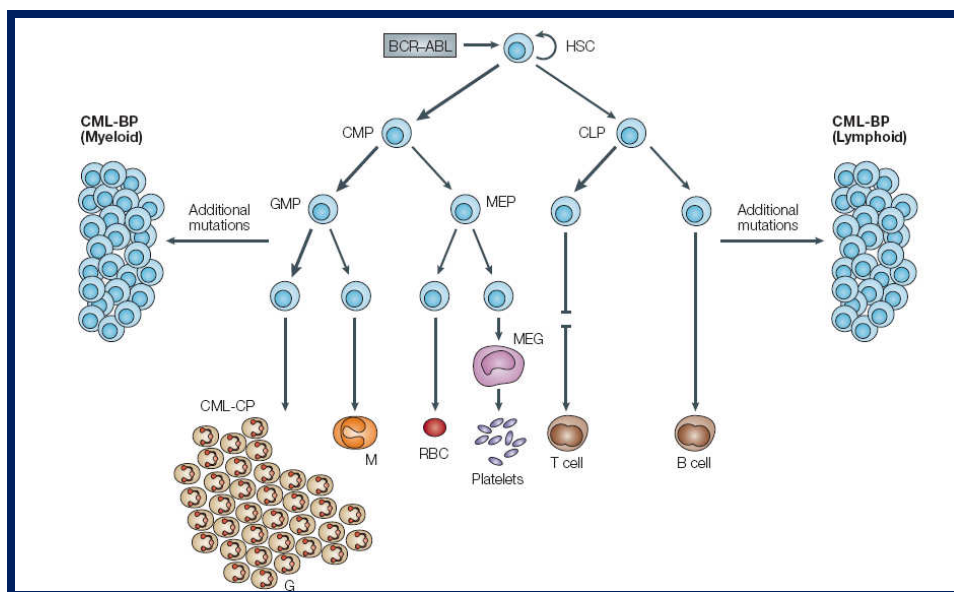 BCR–ABL
HSC
CML-BP
(Myeloid)
CMP
CLP
CML-BP
(Lymphoid)
GMP
MEP
Additional
mutations
Additional
mutations
MEG
CML-CP
M
RBC
Platelets
T cell
B cell
G